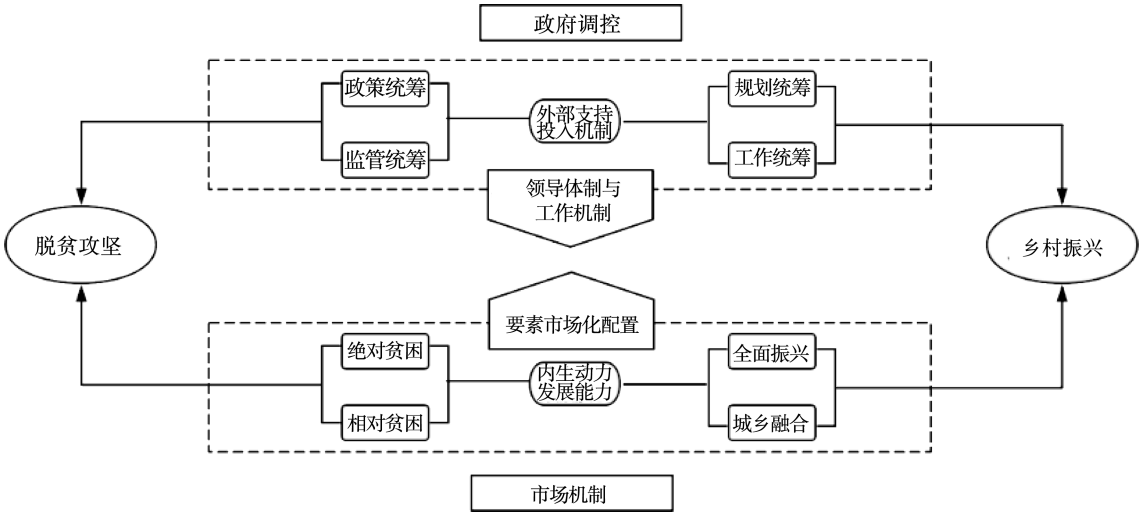 政府调控
政策统筹
规划统筹
外部支持
投入机制
监管统筹
工作统筹
领导体制与
工作机制
脱贫攻坚
乡村振兴
要素市场化配置
绝对贫困
全面振兴
内生动力
发展能力
相对贫困
城乡融合
市场机制